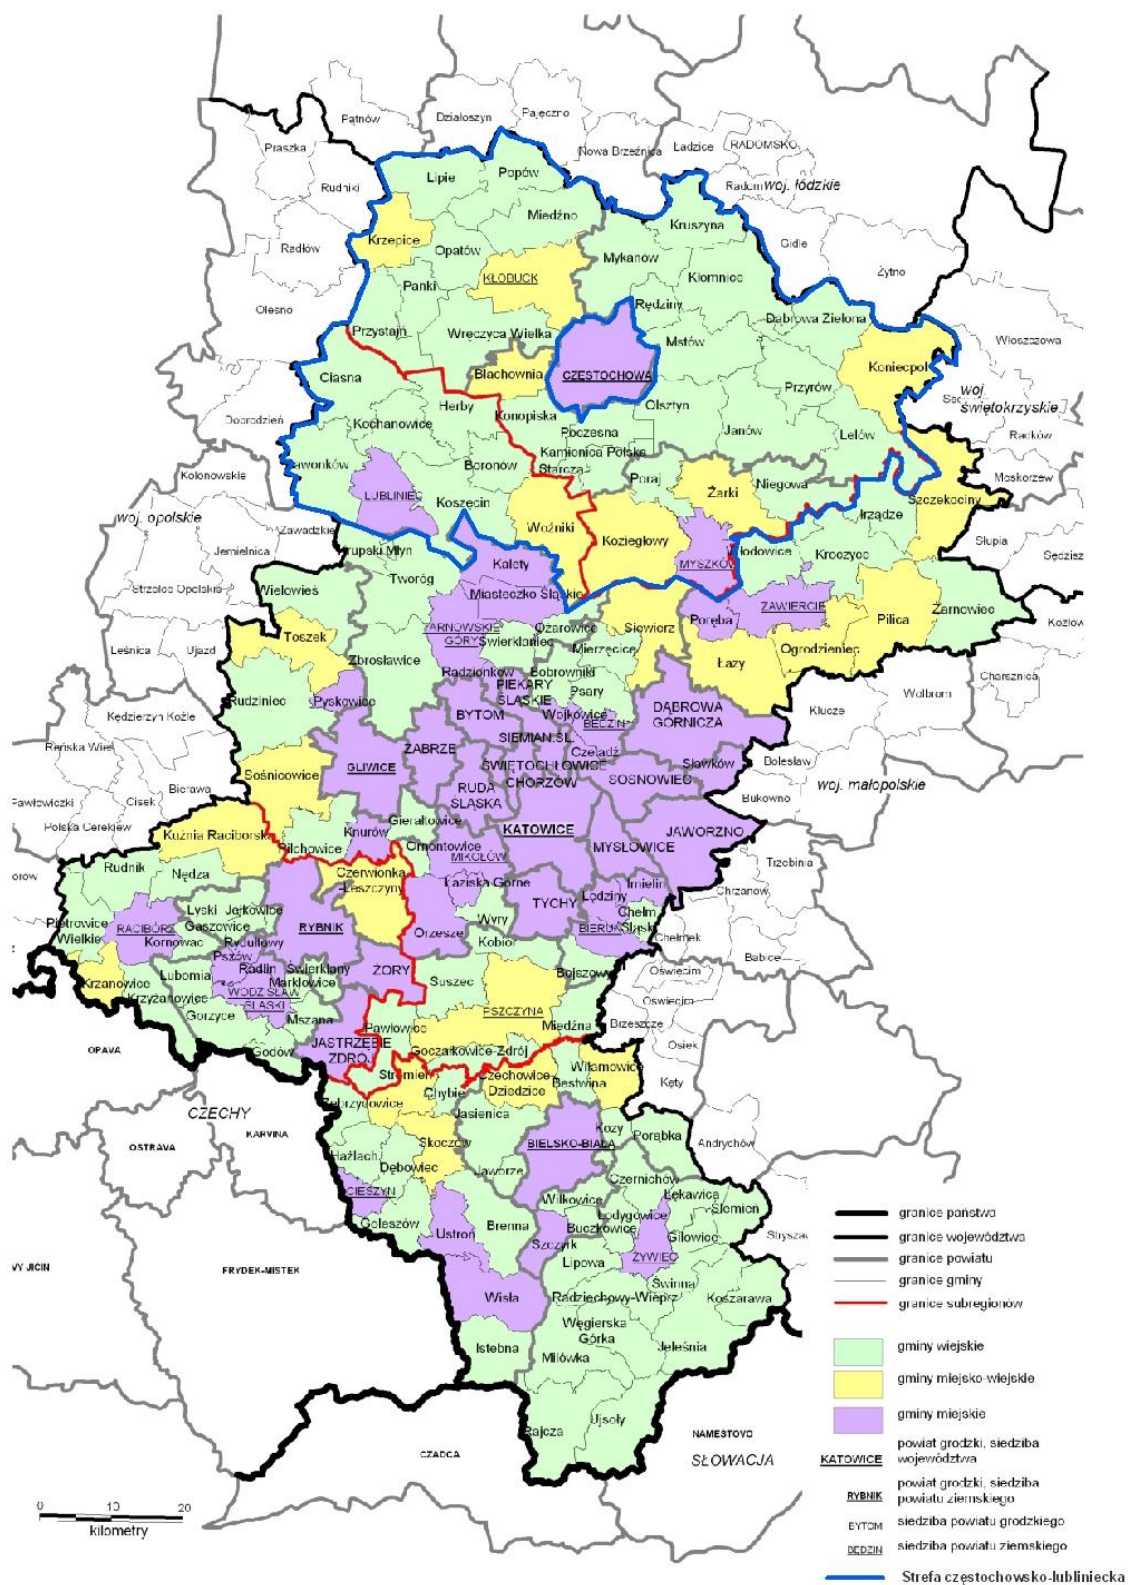 Pątnów
Działoszyn
Pajęczno
Praszka
Nowa Brzeźnica
Ładzice
RADOMSKO
Rudniki
Lipie
Popów
woj. łódzkie
Miedźno
Kruszyna
Krzepice
Radłów
Opatów
Mykanów
Gidle
KŁOBUCK
Kłomnice
Żytno
Panki
Olesno
Rędziny
Dąbrowa Zielona
Przystajń
Wręczyca Wielka
Mstów
Włoszczowa
Ciasna
Blachownia
CZĘSTOCHOWA
Koniecpol
Przyrów
woj.
świętokrzyskie
Dobrodzień
Herby
Konopiska
Olsztyn
Kochanowice
Poczesna
Janów
Lelów
Radków
Kamienica Polska
Boronów
Starcza
Kolonowskie
Poraj
Żarki
Niegowa
Moskorzew
LUBLINIEC
Koszęcin
Szczekociny
woj. opolskie
Woźniki
Irządze
Zawadzkie
Koziegłowy
Słupia
Jemielnica
Krupski Młyn
Kroczyce
Kalety
MYSZKÓW
Tworóg
Strzelce Opolskie
Wielowieś
Miasteczko Śląskie
ZAWIERCIE
Żarnowiec
Poręba
Pilica
Toszek
GÓRY
Świerklaniec
Ożarowice
Siewierz
Leśnica
Ujazd
Mierzęcice
Ogrodzieniec
Zbrosławice
Łazy
Radzionków
Bobrowniki
Charsznica
Rudziniec
Pyskowice
PIEKARY
ŚLĄSKIE
Psary
Wolbrom
Kędzierzyn Koźle
BYTOM
Wojkowice
BĘDZIN
DĄBROWA
GÓRNICZA
Klucze
SIEMIAN.ŚL.
ZABRZE
Czeladź
GLIWICE
Sławków
Bolesław
Sośnicowice
ŚWIĘTOCHŁOWICE
CHORZÓW
SOSNOWIEC
woj. małopolskie
Bierawa
RUDA
ŚLĄSKA
Bukowno
Pawłowiczki
Cisek
Gierałtowice
Polska Cerekiew
Kuźnia Raciborska
Knurów
KATOWICE
JAWORZNO
Pilchowice
Ornontowice
MYSŁOWICE
MIKOŁÓW
Trzebinia
Rudnik
Nędza
Czerwionka
-Leszczyny
Łaziska Górne
Imielin
Chrzanów
Lędziny
TYCHY
Lyski
Jejkowice
Chełm
Śląski
Pietrowice
Wielkie
RACIBÓRZ
Gaszowice
RYBNIK
Wyry
Orzesze
Kornowac
Rydułtowy
Kobiór
Chełmek
Pszów
Babice
Radlin
Świerklany
ŻORY
Bojszowy
Oświęcim
Lubomia
Suszec
Marklowice
Krzanowice
WODZISŁAW
ŚLĄSKI
Krzyżanowice
PSZCZYNA
Oświęcim
Gorzyce
Mszana
Miedźna
Brzeszcze
Pawłowice
JASTRZĘBIE
ZDRÓJ
Osiek
OPAVA
Godów
Goczałkowice-Zdrój
Strumień
Czechowice-
Dziedzice
Wilamowice
Bestwina
Kęty
Chybie
Zebrzydowice
CZECHY
Jasienica
KARVINA
Skoczów
BIELSKO-BIAŁA
Kozy
Porąbka
OSTRAVA
Andrychów
Hażlach
Dębowiec
Jaworze
CIESZYN
Czernichów
Łękawica
Wilkowice
Ślemień
Goleszów
Brenna
Łodygowice
Buczkowice
Ustroń
Gilowice
Szczyrk
ŻYWIEC
Lipowa
FRYDEK-MISTEK
Świnna
Wisła
Radziechowy-Wieprz
Koszarawa
Węgierska
Górka
Istebna
Jeleśnia
Milówka
Ujsoły
Rajcza
NAMESTOVO
CZADCA
SŁOWACJA
0 10 20
kilometry
granice państwa
granice województwa
granice powiatu
granice gminy
granice subregionów
gminy wiejskie
gminy miejsko-wiejskie
gminy miejskie
KATOWICE
powiat grodzki, siedziba
województwa
RYBNIK
powiat grodzki, siedziba
powiatu ziemskiego
BYTOM
siedziba powiatu grodzkiego
BĘDZIN
siedziba powiatu ziemskiego
Strefa częstochowsko-lubliniecka